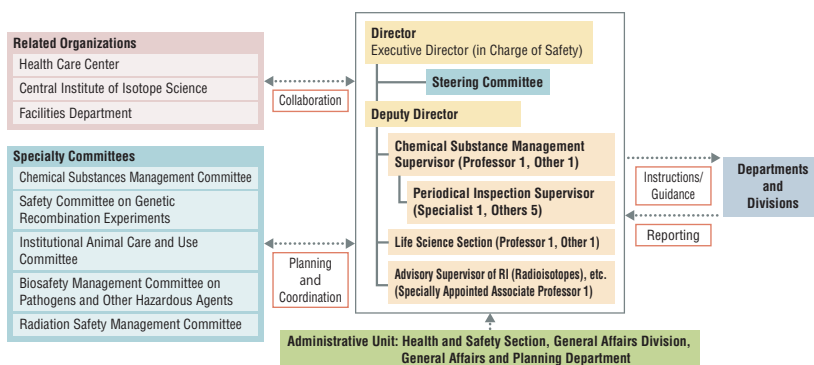 Related Organizations
Health Care Center
Central Institute of Isotope Science
Facilities Department
Specialty Committees
Chemical Substances Management Committee
Safety Committee on Genetic
Recombination Experiments
Institutional Animal Care and Use
Committee
Biosafety Management Committee on
Pathogens and Other Hazardous Agents
Radiation Safety Management Committee
Collaboration
Planning
and
Coordination
Director
Executive Director (in Charge of Safety)
Steering Committee
Deputy Director
Chemical Substance Management
Supervisor (Professor 1, Other 1)
Periodical Inspection Supervisor
(Specialist 1, Others 5)
Life Science Section (Professor 1, Other 1)
Advisory Supervisor of RI (Radioisotopes), etc.
(Specially Appointed Associate Professor 1)
Instructions/
Guidance
Reporting
Departments
and
Divisions
Administrative Unit: Health and Safety Section, General Affairs Division,
General Affairs and Planning Department